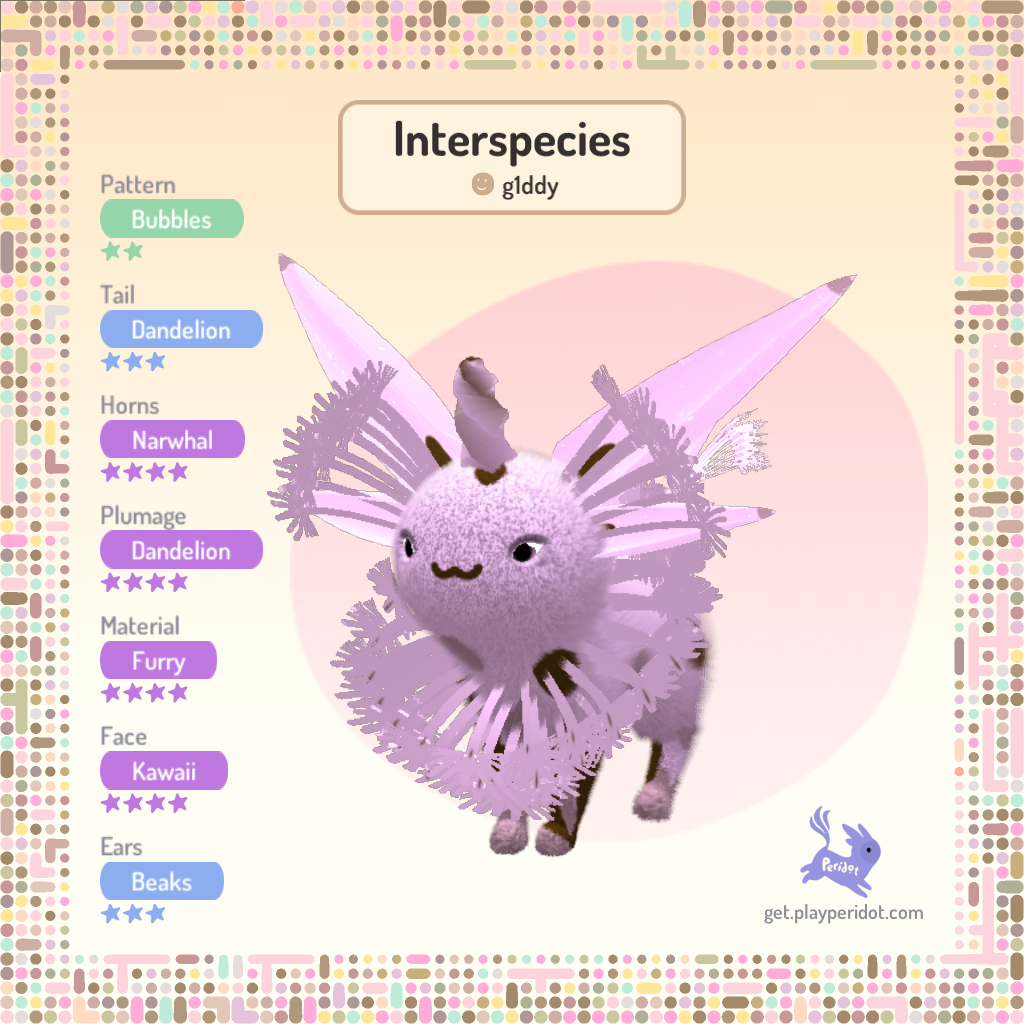 Interspecies
g1ddy
Pattern
Bubbles
Tail
Dandelion
Horns
Narwhal
Plumage
Dandelion
Material
Furry
Face
Kawaii
Ears
Beaks
Peridot
get.playperidot.com